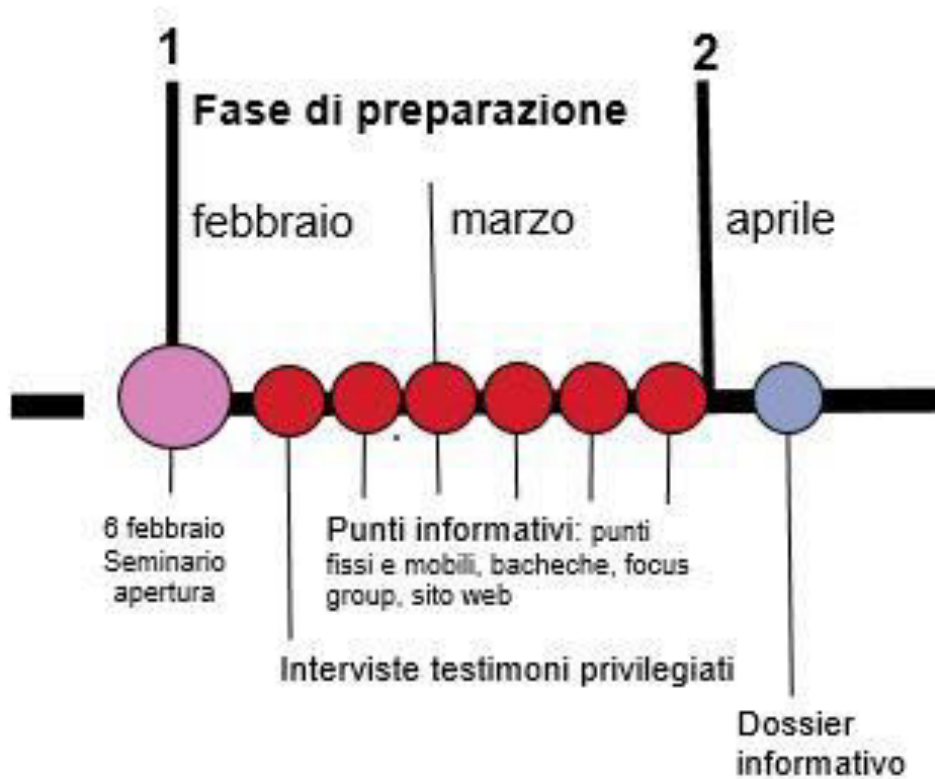 1
2
Fase di preparazione
febbraio
marzo
aprile
6 febbraio
Seminario
apertura
Punti informativi: punti
fissi e mobili, bacheche, focus
group, sito web
Interviste testimoni privilegiati
Dossier
informativo